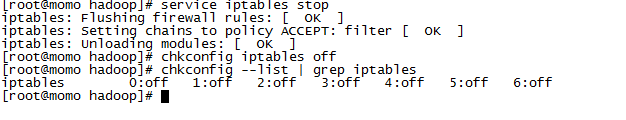 [root@momo hadoop]# service iptables stop
iptables: Flushing firewall rules: [  OK  ]
iptables: Setting chains to policy ACCEPT: filter [  OK  ]
iptables: Unloading modules: [  OK  ]
[root@momo hadoop]# chkconfig iptables off
[root@momo hadoop]# chkconfig --list | grep iptables
iptables        0:off   1:off   2:off   3:off   4:off   5:off   6:off
[root@momo hadoop]#